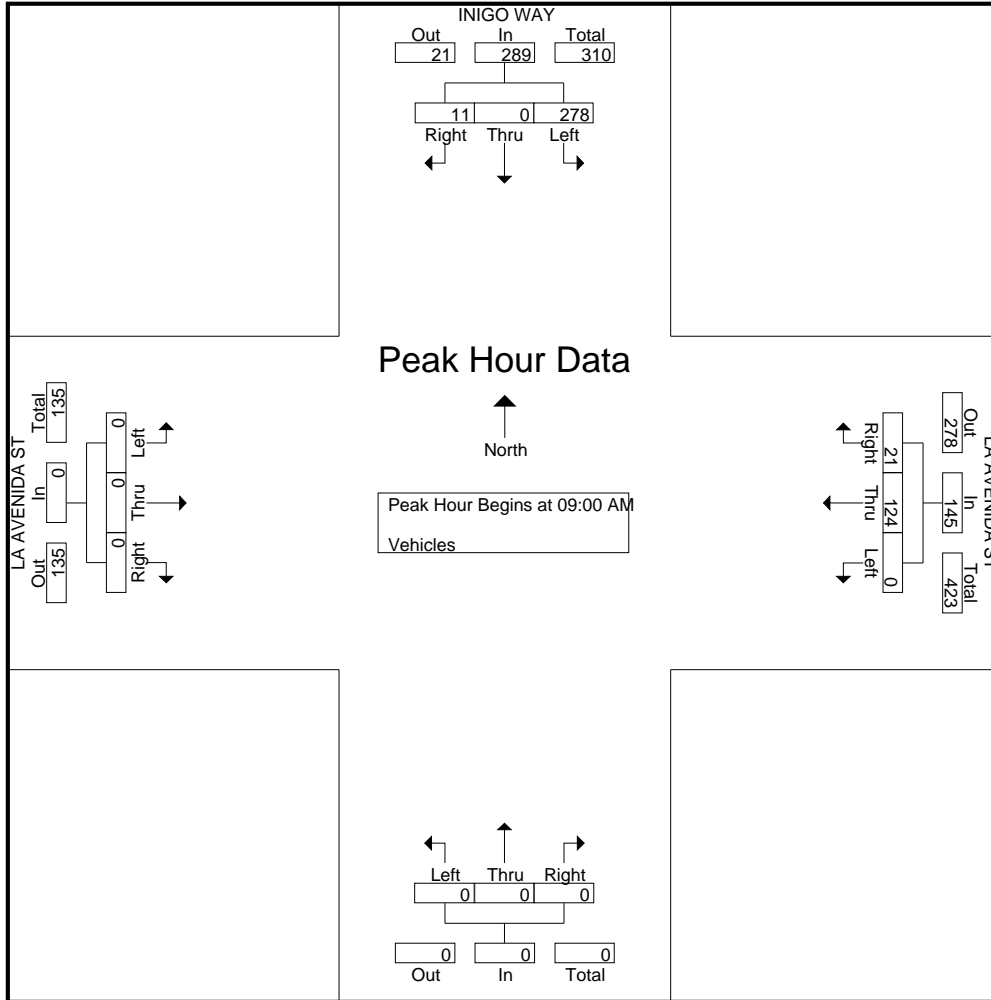 INIGO WAY
Out In Total
21 289 310
11 0 278
Right Thru Left
Peak Hour Data
North
Peak Hour Begins at 09:00 AM
Vehicles
LA AVENIDA ST
Out In Total
135 0 135
Left Thru Right
0 0 0
LA AVENIDA ST
Out In Total
278 145 423
Right Thru Left
21 124 0
Left Thru Right
0 0 0
0 0 0
Out In Total